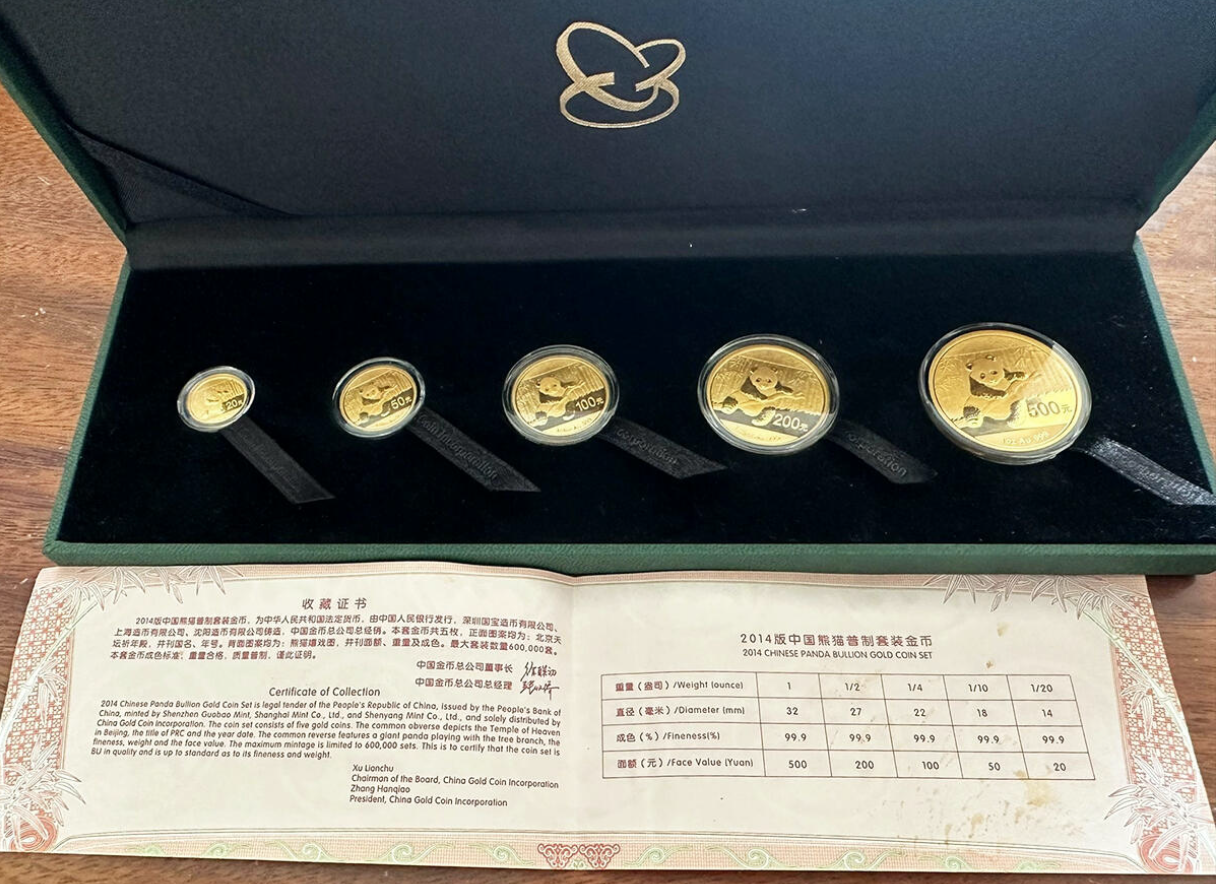 20元
50元
100元
200元
500元
1oz Au .999
收藏证书
2014版中国熊猫普制套装金币，为中华人民共和国法定货币，由中国人民银行发行，深圳国宝造币有限公司、
上海造币有限公司、沈阳造币有限公司铸造，中国金币总公司总经销。本套金币共五枚，正面图案均为：北京天
坛祈年殿，并刊国名、年号。背面图案均为：熊猫嬉戏图，并刊面额、重量及成色。最大套装数量600,000套。
本套金币成色标准，重量合格，质量普制，谨此证明。
中国金币总公司董事长
中国金币总公司总经理
Certificate of Collection
2014 Chinese Panda Bullion Gold Coin Set is legal tender of the People's Republic of China, issued by the People's Bank of
China, minted by Shenzhen Guobao Mint, Shanghai Mint Co., Ltd., and Shenyang Mint Co., Ltd., and solely distributed by
China Gold Coin Incorporation. The coin set consists of five gold coins. The common obverse depicts the Temple of Heaven
in Beijing, the title of PRC and the year date. The common reverse features a giant panda playing with the tree branch, the
fineness, weight and the face value. The maximum mintage is limited to 600,000 sets. This is to certify that the coin set is
BU in quality and is up to standard as to its fineness and weight.
Xu Lianchu
Chairman of the Board, China Gold Coin Incorporation
Zhang Hanqiao
President, China Gold Coin Incorporation
2014版中国熊猫普制套装金币
2014 CHINESE PANDA BULLION GOLD COIN SET
重量（盎司）/Weight (ounce) 1 1/2 1/4 1/10 1/20
直径（毫米）/Diameter (mm) 32 27 22 18 14
成色（%）/Fineness(%) 99.9 99.9 99.9 99.9 99.9
面额（元）/Face Value (Yuan) 500 200 100 50 20